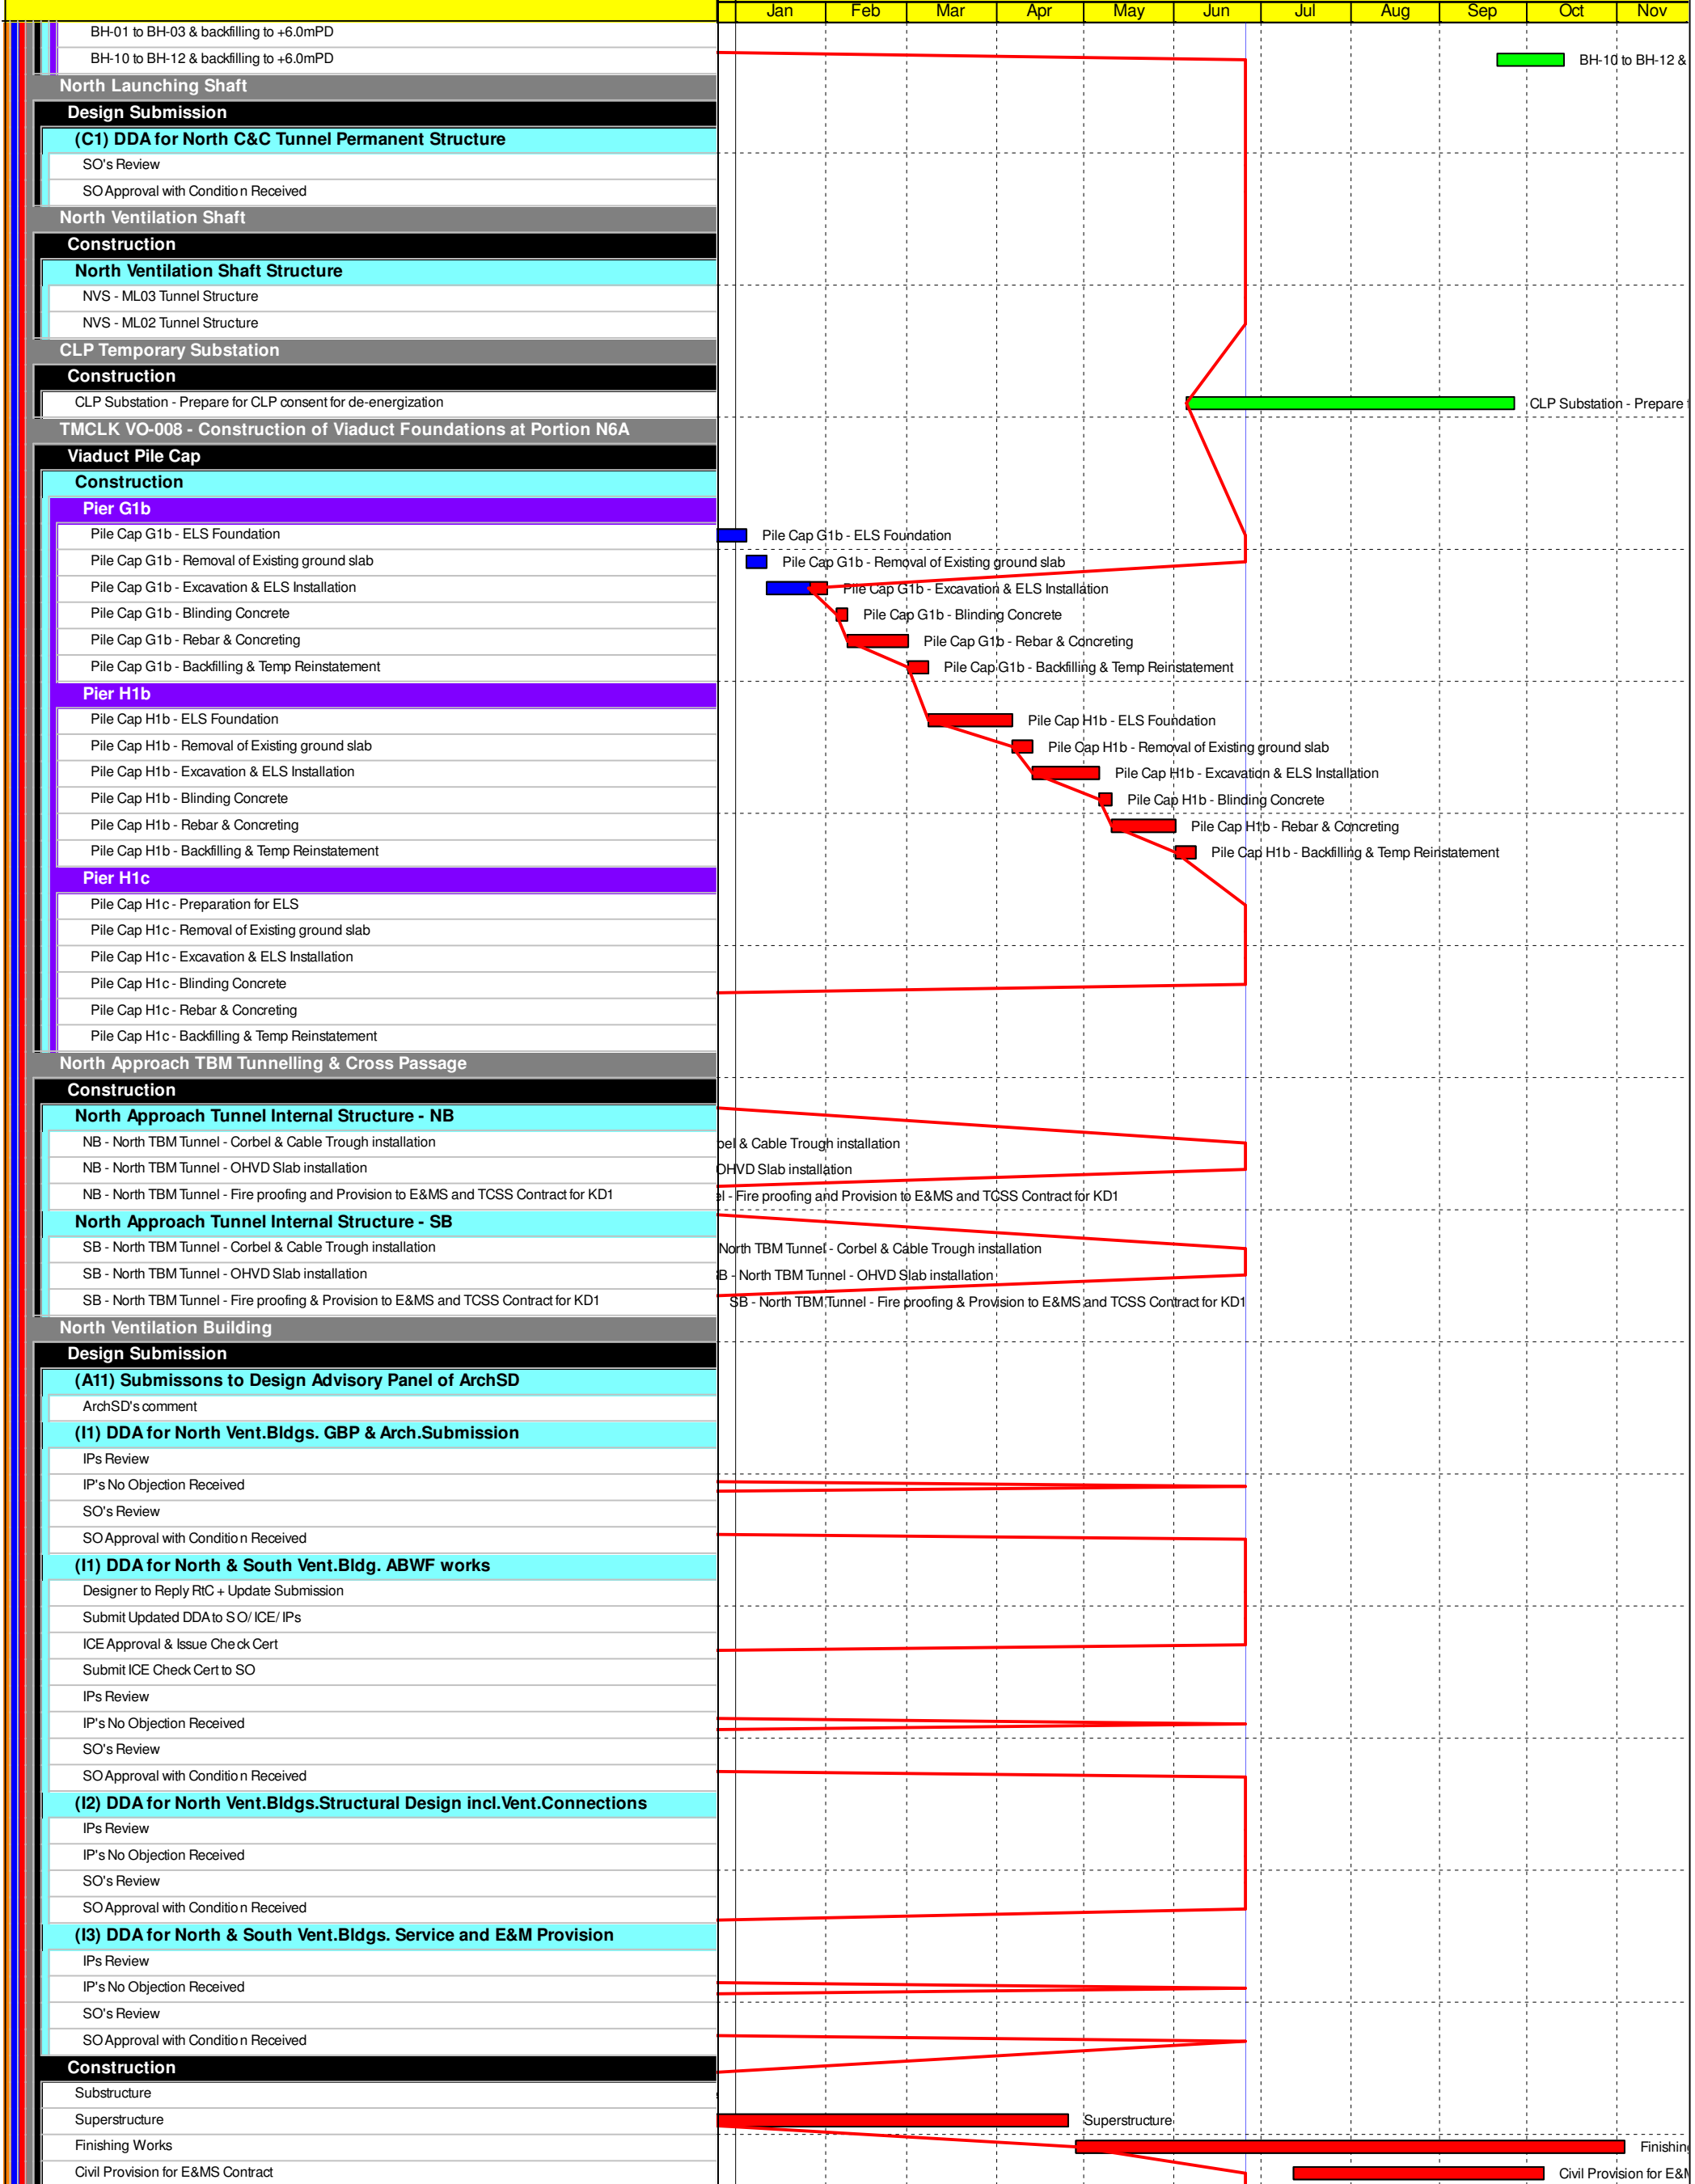 Jan Feb Mar Apr May Jun Jul Aug Sep Oct Nov
BH-01 to BH-03 & backfilling to +6.0mPD
BH-10 to BH-12 & backfilling to +6.0mPD BH-10 to BH-12 &
North Launching Shaft
Design Submission
(C1) DDA for North C&C Tunnel Permanent Structure
SO's Review
SO Approval with Condition Received
North Ventilation Shaft
Construction
North Ventilation Shaft Structure
NVS - ML03 Tunnel Structure
NVS - ML02 Tunnel Structure
CLP Temporary Substation
Construction
CLP Substation - Prepare for CLP consent for de-energization CLP Substation - Prepare
TMCLK VO-008 - Construction of Viaduct Foundations at Portion N6A
Viaduct Pile Cap
Construction
Pier G1b
Pile Cap G1b - ELS Foundation Pile Cap G1b - ELS Foundation
Pile Cap G1b - Removal of Existing ground slab Pile Cap G1b - Removal of Existing ground slab
Pile Cap G1b - Excavation & ELS Installation Pile Cap G1b - Excavation & ELS Installation
Pile Cap G1b - Blinding Concrete Pile Cap G1b - Blinding Concrete
Pile Cap G1b - Rebar & Concreting Pile Cap G1b - Rebar & Concreting
Pile Cap G1b - Backfilling & Temp Reinstatement Pile Cap G1b - Backfilling & Temp Reinstatement
Pier H1b
Pile Cap H1b - ELS Foundation Pile Cap H1b - ELS Foundation
Pile Cap H1b - Removal of Existing ground slab Pile Cap H1b - Removal of Existing ground slab
Pile Cap H1b - Excavation & ELS Installation Pile Cap H1b - Excavation & ELS Installation
Pile Cap H1b - Blinding Concrete Pile Cap H1b - Blinding Concrete
Pile Cap H1b - Rebar & Concreting Pile Cap H1b - Rebar & Concreting
Pile Cap H1b - Backfilling & Temp Reinstatement Pile Cap H1b - Backfilling & Temp Reinstatement
Pier H1c
Pile Cap H1c - Preparation for ELS
Pile Cap H1c - Removal of Existing ground slab
Pile Cap H1c - Excavation & ELS Installation
Pile Cap H1c - Blinding Concrete
Pile Cap H1c - Rebar & Concreting
Pile Cap H1c - Backfilling & Temp Reinstatement
North Approach TBM Tunnelling & Cross Passage
Construction
North Approach Tunnel Internal Structure - NB
NB - North TBM Tunnel - Corbel & Cable Trough installation bel & Cable Trough installation
NB - North TBM Tunnel - OHVD Slab installation OHVD Slab installation
NB - North TBM Tunnel - Fire proofing and Provision to E&MS and TCSS Contract for KD1 el - Fire proofing and Provision to E&MS and TCSS Contract for KD1
North Approach Tunnel Internal Structure - SB
SB - North TBM Tunnel - Corbel & Cable Trough installation North TBM Tunnel - Corbel & Cable Trough installation
SB - North TBM Tunnel - OHVD Slab installation B - North TBM Tunnel - OHVD Slab installation
SB - North TBM Tunnel - Fire proofing & Provision to E&MS and TCSS Contract for KD1 SB - North TBM Tunnel - Fire proofing & Provision to E&MS and TCSS Contract for KD1
North Ventilation Building
Design Submission
(A11) Submissons to Design Advisory Panel of ArchSD
ArchSD's comment
(I1) DDA for North Vent.Bldgs. GBP & Arch.Submission
IPs Review
IP's No Objection Received
SO's Review
SO Approval with Condition Received
(I1) DDA for North & South Vent.Bldg. ABWF works
Designer to Reply RtC + Update Submission
Submit Updated DDA to SO/ ICE/ IPs
ICE Approval & Issue Check Cert
Submit ICE Check Cert to SO
IPs Review
IP's No Objection Received
SO's Review
SO Approval with Condition Received
(I2) DDA for North Vent.Bldgs.Structural Design incl.Vent.Connections
IPs Review
IP's No Objection Received
SO's Review
SO Approval with Condition Received
(I3) DDA for North & South Vent.Bldgs. Service and E&M Provision
IPs Review
IP's No Objection Received
SO's Review
SO Approval with Condition Received
Construction
Substructure
Superstructure Superstructure
Finishing Works Finishing
Civil Provision for E&MS Contract Civil Provision for E&M